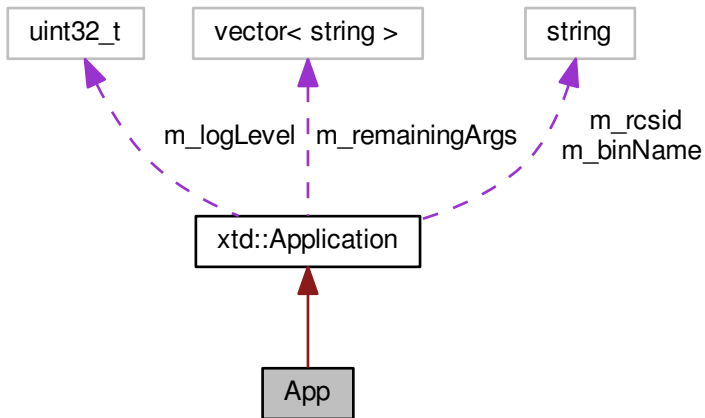 uint32_t
vector< string >
string
m_logLevel
m_remainingArgs
m_rcsid
m_binName
xtd::Application
App